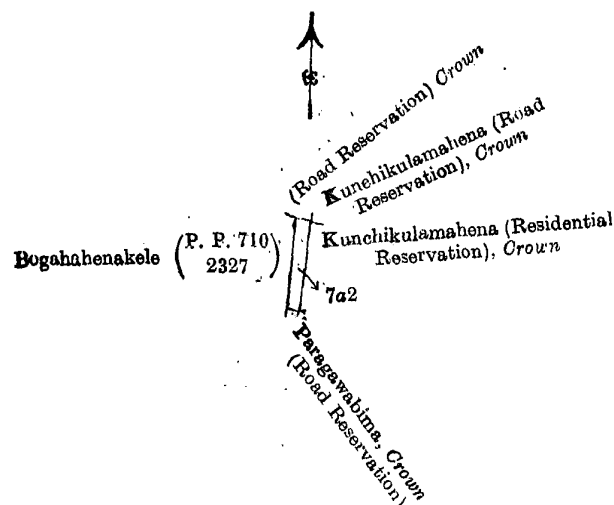 (Road Reservation) Crown
Kunchikulamahena (Road
Reservation), Crown
Kunchikulamahena (Residential
Reservation), Crown
Bogahahenakele (P. P. 710
2327)
7a2
Paragawabima, Crown
(Road Reservation)